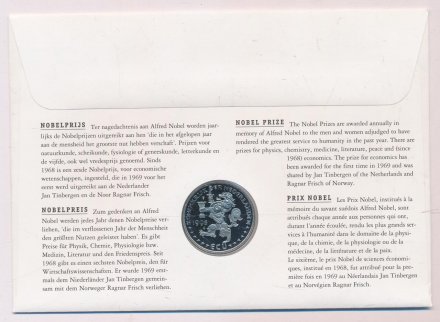 NOBELPRIJS Ter nagedachtenis aan Alfred Nobel worden jaar-
lijks de Nobelprijzen uitgereikt aan hen 'die in het afgelopen jaar
aan de mensheid het grootste nut hebben verschaft'. Prijzen voor
natuurkunde, scheikunde, fysiologie of geneeskunde, letterkunde en
de vijfde, ook wel vredesprijs genoemd. Sinds
1968 is een zesde Nobelprijs, voor economische
wetenschappen, ingesteld, die in 1969 voor het
eerst werd uitgereikt aan de Nederlander
Jan Tinbergen en de Noor Ragnar Frisch.
NOBELPREIS Zum gedenken an Alfred
Nobel werden jedes Jahr denen Nobelpreise ver-
liehen, 'die im verflossenen Jahr der Menschheit
den größten Nutzen geleistet haben'. Es gibt
Preise für Physik, Chemie, Physiologie bzw.
Medizin, Literatur und den Friedenspreis. Seit
1968 gibt es einen sechsten Nobelpreis, den für
Wirtschaftswissenschaften. Er wurde 1969 erst-
mals dem Niederländer Jan Tinbergen gemein-
sam mit dem Norweger Ragnar Frisch verliehen.
NOBEL PRIZE The Nobel Prizes are awarded annually in
memory of Alfred Nobel to the men and women adjudged to have
rendered the greatest service to humanity in the past year. There are
prizes for physics, chemistry, medicine, literature, peace and (since
1968) economics. The prize for economics has
been awarded for the first time in 1969 and was
shared by Jan Tinbergen of the Netherlands and
Ragnar Frisch of Norway.
PRIX NOBEL Les Prix Nobel, institués à la
mémoire du savant suédois Alfred Nobel, sont
attribués chaque année aux personnes qui ont,
durant l'année écoulée, rendu les plus grands servi-
ces à l'humanité dans le domaine de la physi-
que, de la chimie, de la physiologie ou de la
médecine, de la littérature et de la paix.
Le sixième, le prix Nobel de sciences économi-
ques, institué en 1968, fut attribué pour la pre-
mière fois en 1969 au Néerlandais Jan Tinbergen et
au Norvégien Ragnar Frisch.
ECU